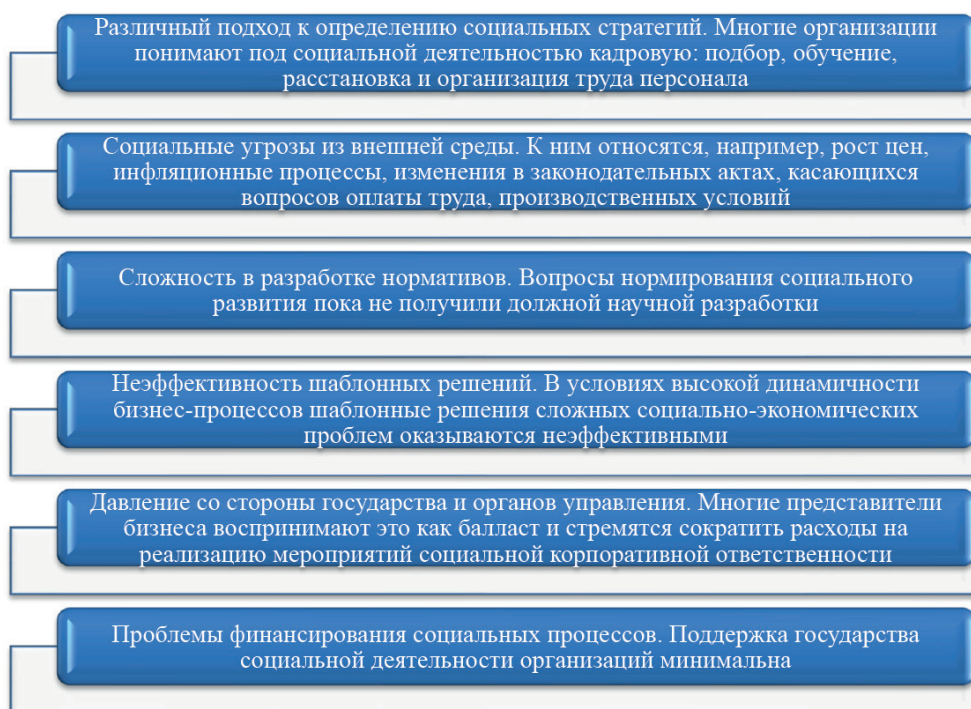 Различный подход к определению социальных стратегий. Многие организации
понимают под социальной деятельностью кадровую: подбор, обучение,
расстановка и организация труда персонала
Социальные угрозы из внешней среды. К ним относятся, например, рост цен,
инфляционные процессы, изменения в законодательных актах, касающихся
вопросов оплаты труда, производственных условий
Сложность в разработке нормативов. Вопросы нормирования социального
развития пока не получили должной научной разработки
Неэффективность шаблонных решений. В условиях высокой динамичности
бизнес-процессов шаблонные решения сложных социально-экономических
проблем оказываются неэффективными
Давление со стороны государства и органов управления. Многие представители
бизнеса воспринимают это как балласт и стремятся сократить расходы на
реализацию мероприятий социальной корпоративной ответственности
Проблемы финансирования социальных процессов. Поддержка государства
социальной деятельности организаций минимальна